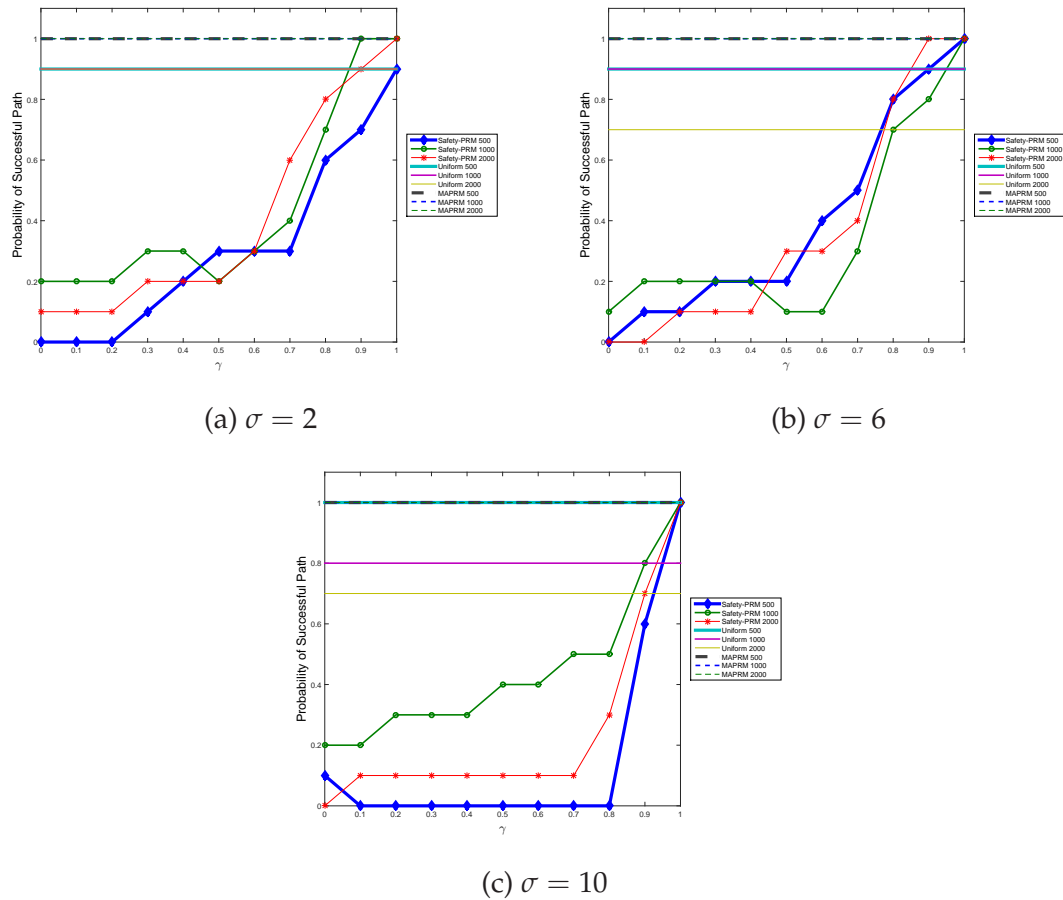 1
0.8
0.6
0.4
0.2
0
Probability of Successful Path
0 0.1 0.2 0.3 0.4 0.5 0.6 0.7 0.8 0.9 1
γ
Safety-PRM 500
Safety-PRM 1000
Safety-PRM 2000
Uniform 500
Uniform 1000
Uniform 2000
MAPRM 500
MAPRM 1000
MAPRM 2000
(a) σ = 2
1
0.8
0.6
0.4
0.2
0
Probability of Successful Path
0 0.1 0.2 0.3 0.4 0.5 0.6 0.7 0.8 0.9 1
γ
Safety-PRM 500
Safety-PRM 1000
Safety-PRM 2000
Uniform 500
Uniform 1000
Uniform 2000
MAPRM 500
MAPRM 1000
MAPRM 2000
(b) σ = 6
1
0.8
0.6
0.4
0.2
0
Probability of Successful Path
0 0.1 0.2 0.3 0.4 0.5 0.6 0.7 0.8 0.9 1
γ
Safety-PRM 500
Safety-PRM 1000
Safety-PRM 2000
Uniform 500
Uniform 1000
Uniform 2000
MAPRM 500
MAPRM 1000
MAPRM 2000
(c) σ = 10